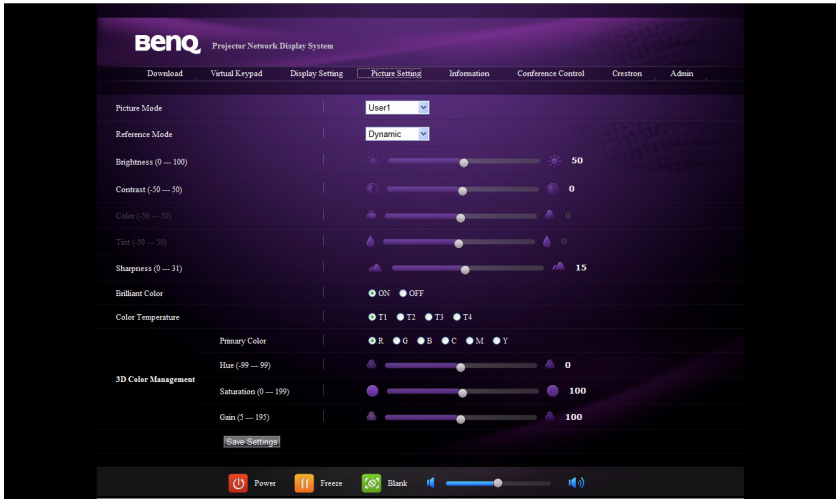 BenQ Projector Network Display System
Download Virtual Keypad Display Setting Picture Setting Information Conference Control Crestron Admin
Picture Mode User1
Reference Mode Dynamic
Brightness (0 --- 100) 50
Contrast (-50 --- 50) 0
Color (-50 --- 50) 0
Tint (-50 --- 50) 0
Sharpness (0 --- 31) 15
Brilliant Color ON OFF
Color Temperature T1 T2 T3 T4
Primary Color R G B C M Y
Hue (-99 --- 99) 0
3D Color Management
Saturation (0 --- 199) 100
Gain (5 --- 195) 100
Save Settings
Power Freeze Blank